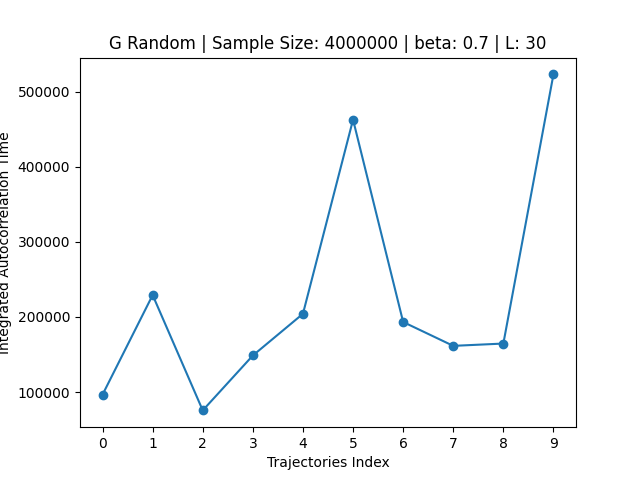 G Random | Sample Size: 4000000 | beta: 0.7 | L: 30
Integrated Autocorrelation Time
500000
400000
300000
200000
100000
0 1 2 3 4 5 6 7 8 9
Trajectories Index